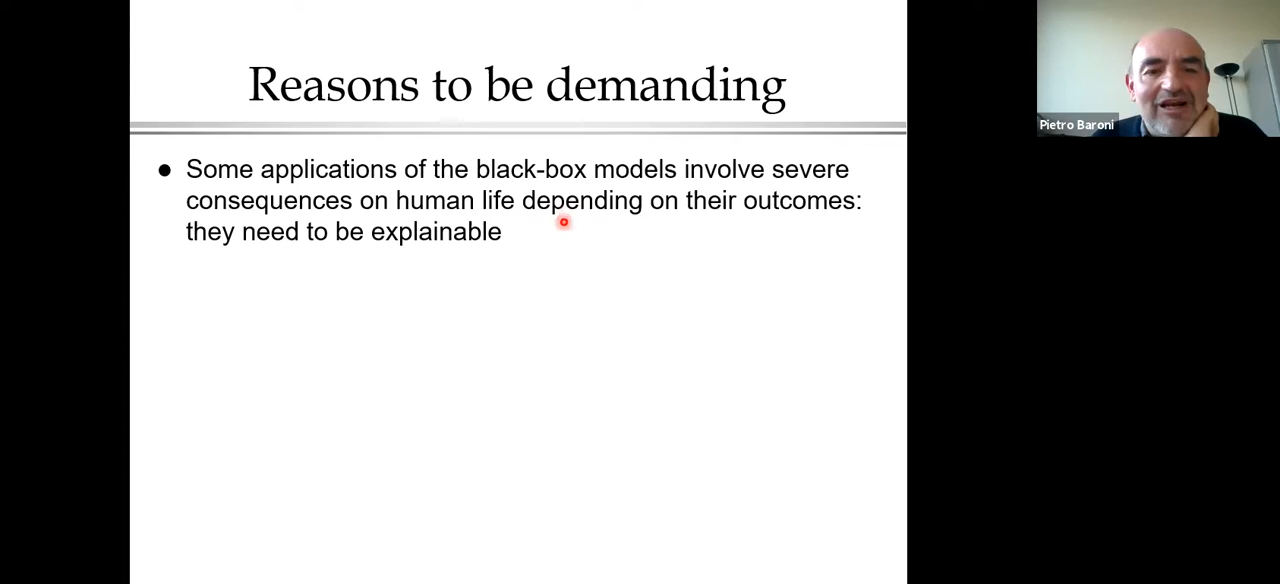 Reasons to be demanding
Some applications of the black-box models involve severe
consequences on human life depending on their outcomes:
they need to be explainable
Pietro Baroni